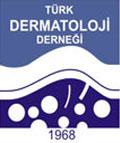 TÜRK
DERMATOLOJİ
DERNEĞİ
1968